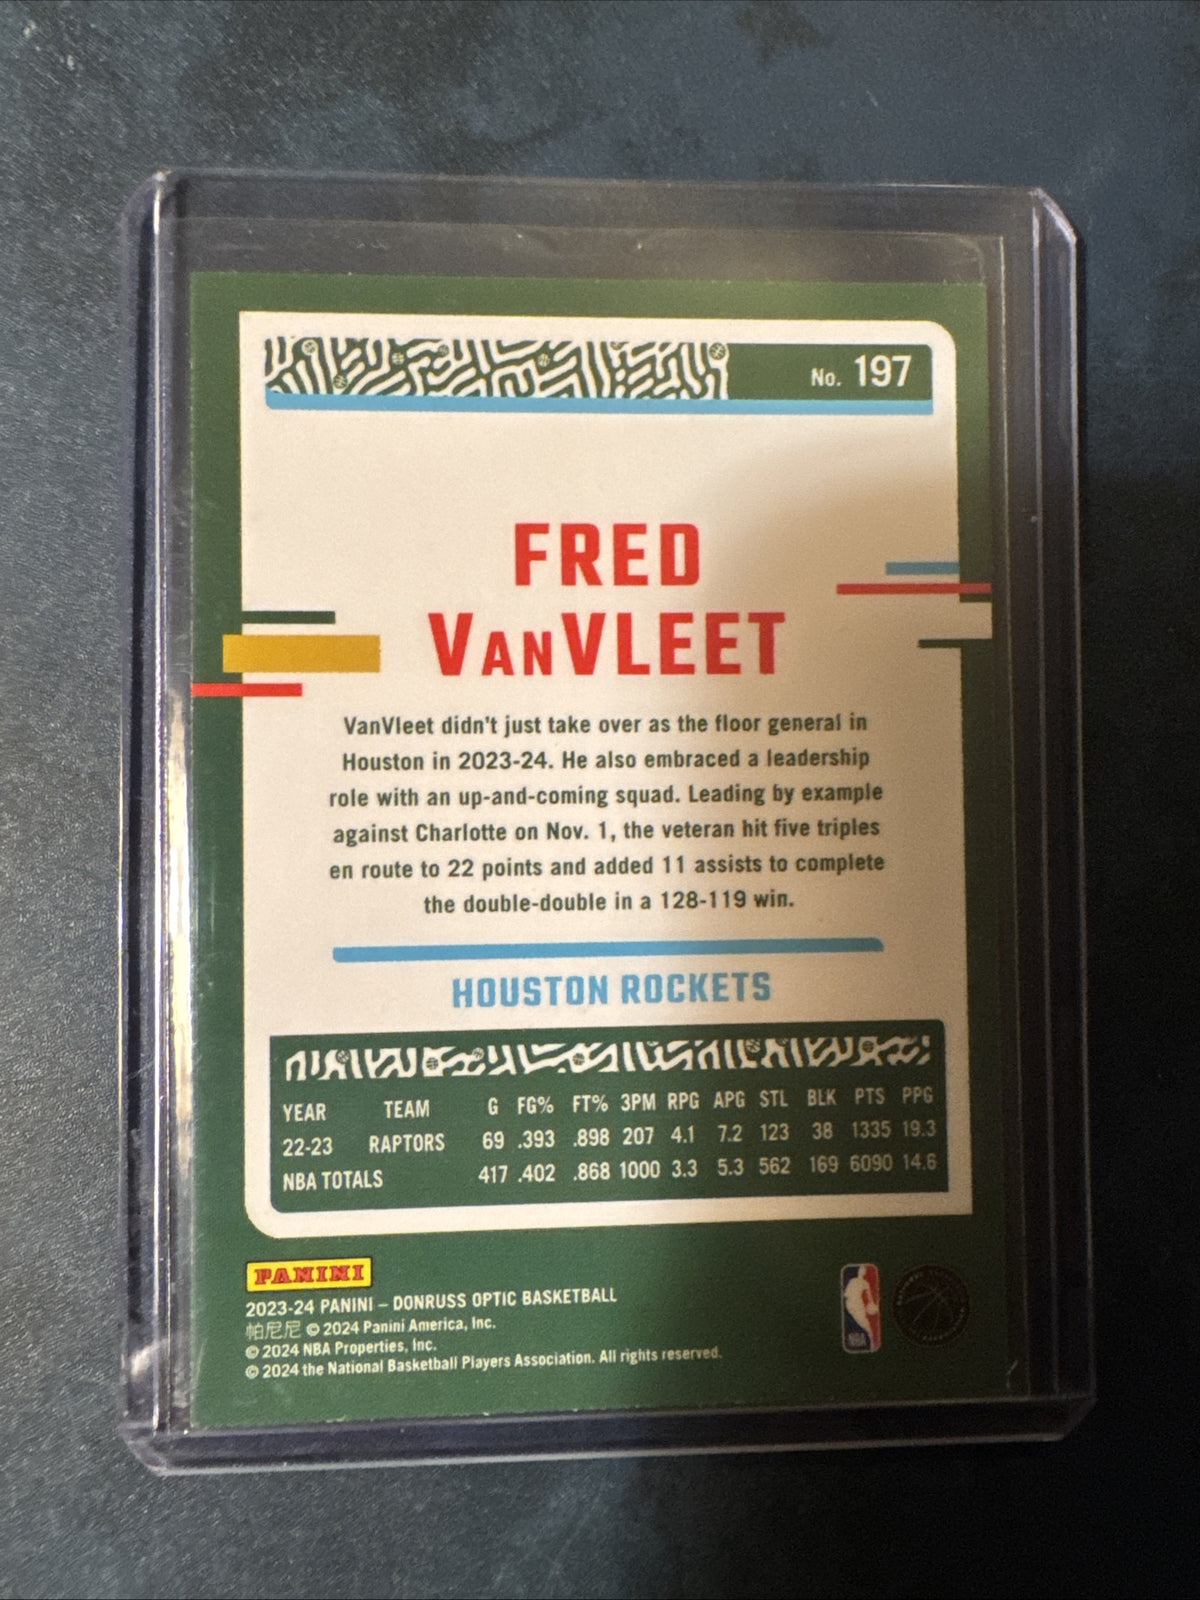 No. 197
FRED
VANVLEET
VanVleet didn't just take over as the floor general in
Houston in 2023-24. He also embraced a leadership
role with an up-and-coming squad. Leading by example
against Charlotte on Nov. 1, the veteran hit five triples
en route to 22 points and added 11 assists to complete
the double-double in a 128-119 win.
HOUSTON ROCKETS
YEAR TEAM G FG% FT% 3PM RPG APG STL BLK PTS PPG
22-23 RAPTORS 69 .393 .898 207 4.1 7.2 123 38 1335 19.3
NBA TOTALS 417 .402 .868 1000 3.3 5.3 562 169 6090 14.6
PANINI
2023-24 PANINI – DONRUSS OPTIC BASKETBALL
帕尼尼 © 2024 Panini America, Inc.
© 2024 NBA Properties, Inc.
© 2024 the National Basketball Players Association. All rights reserved.
NBA